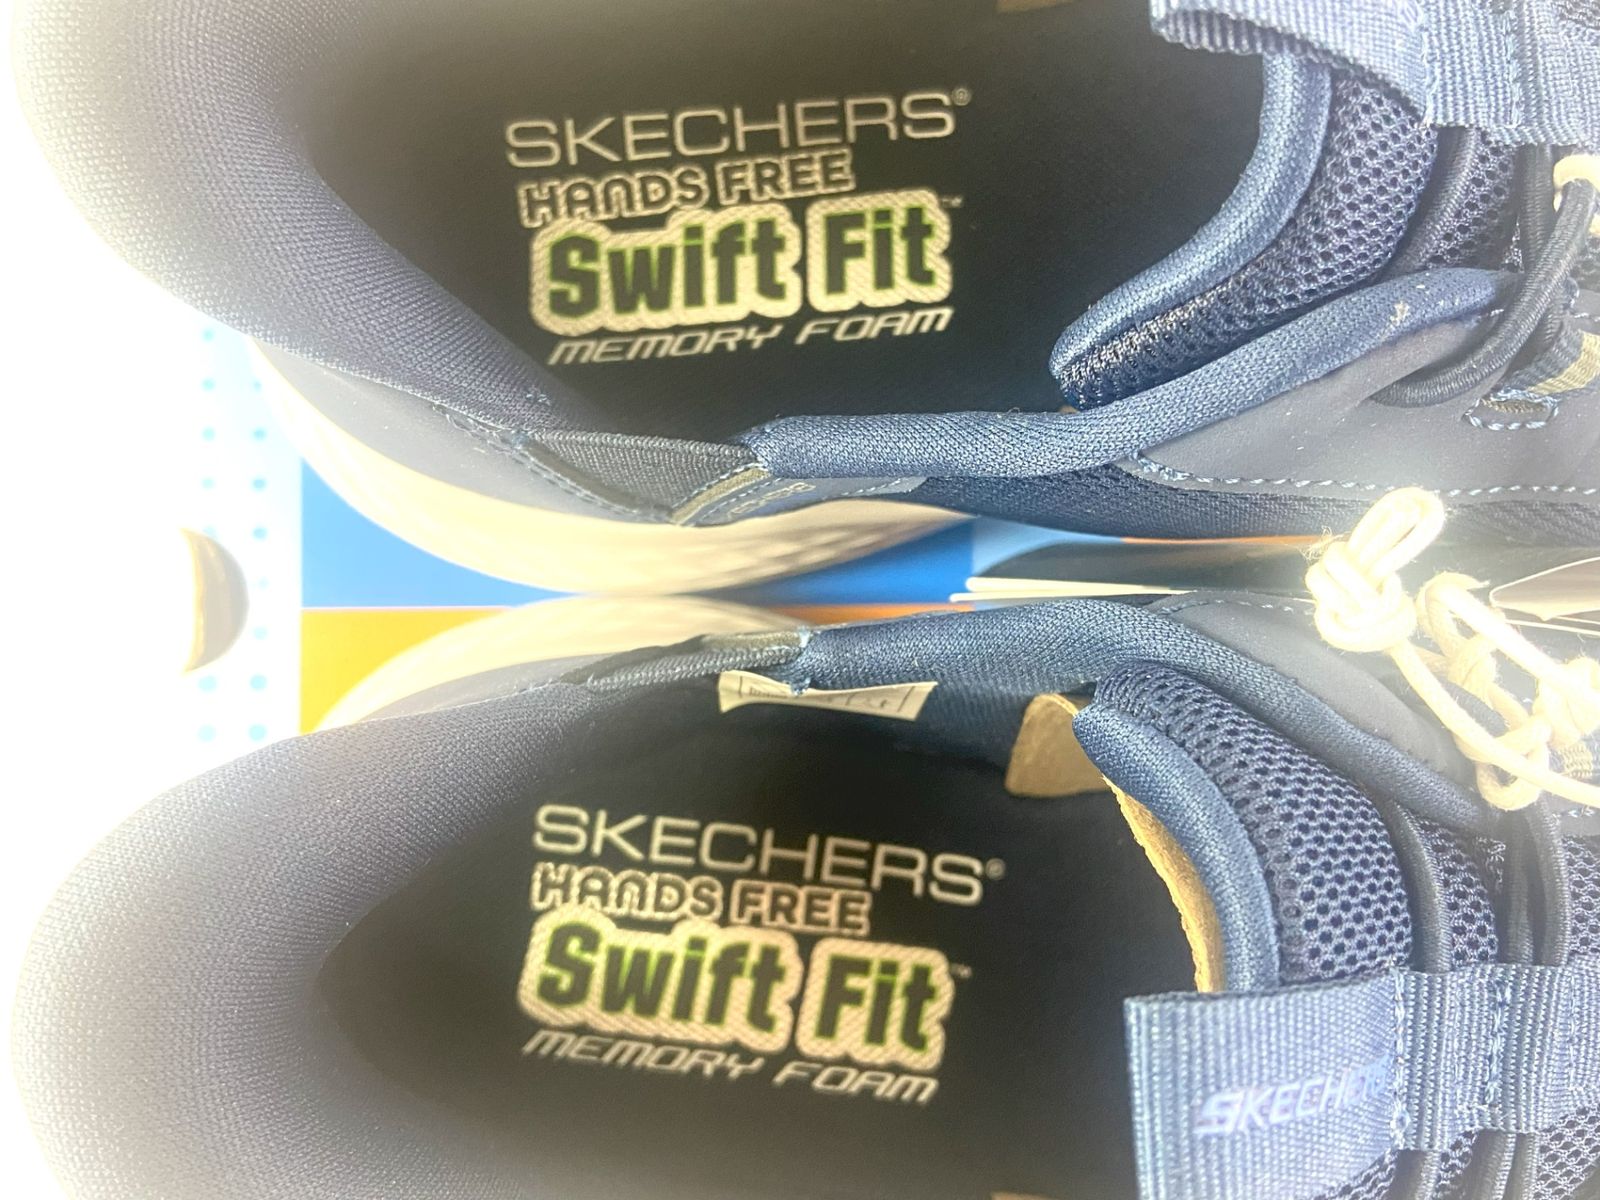 SKECHERS®
HANDS FREE
Swift Fit™
MEMORY FOAM
SKECHERS®
HANDS FREE
Swift Fit™
MEMORY FOAM
SKECHERS